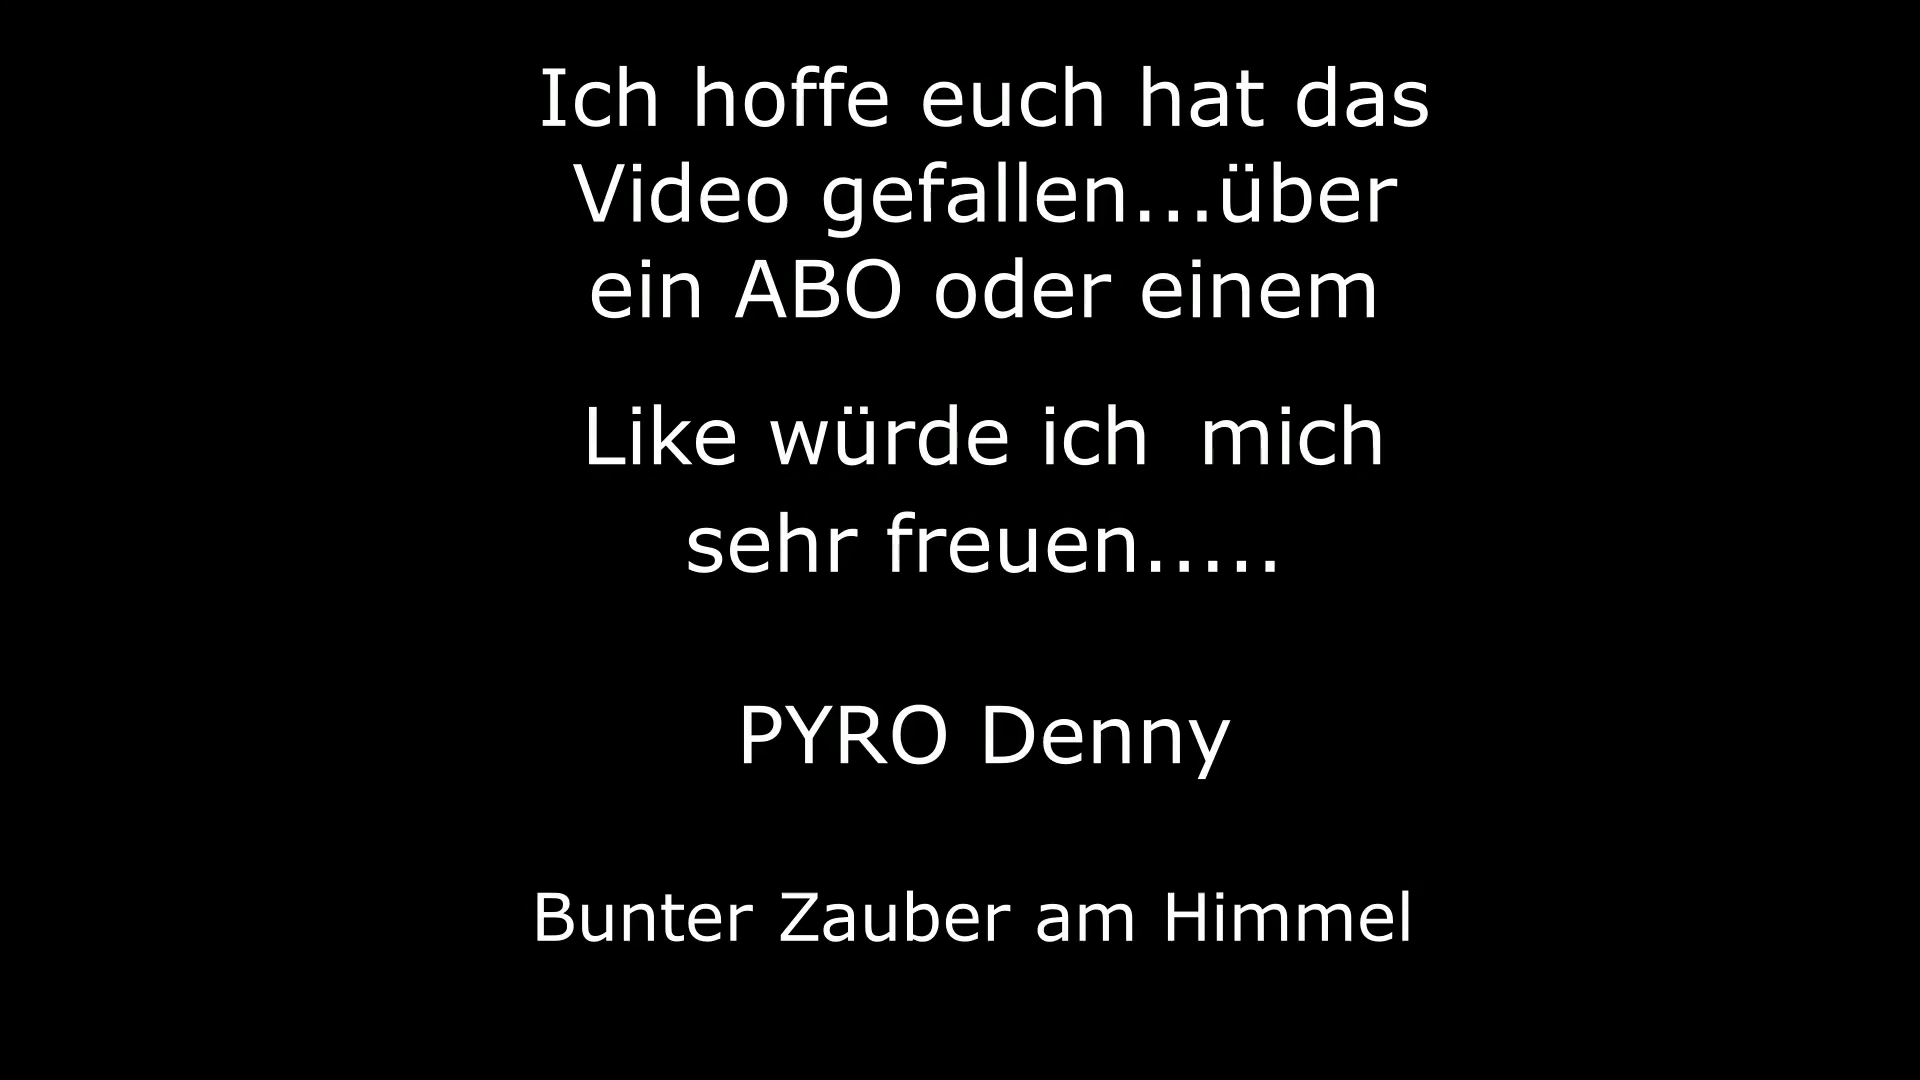 Ich hoffe euch hat das
Video gefallen...über
ein ABO oder einem
Like würde ich  mich
sehr freuen.....
PYRO Denny
Bunter Zauber am Himmel